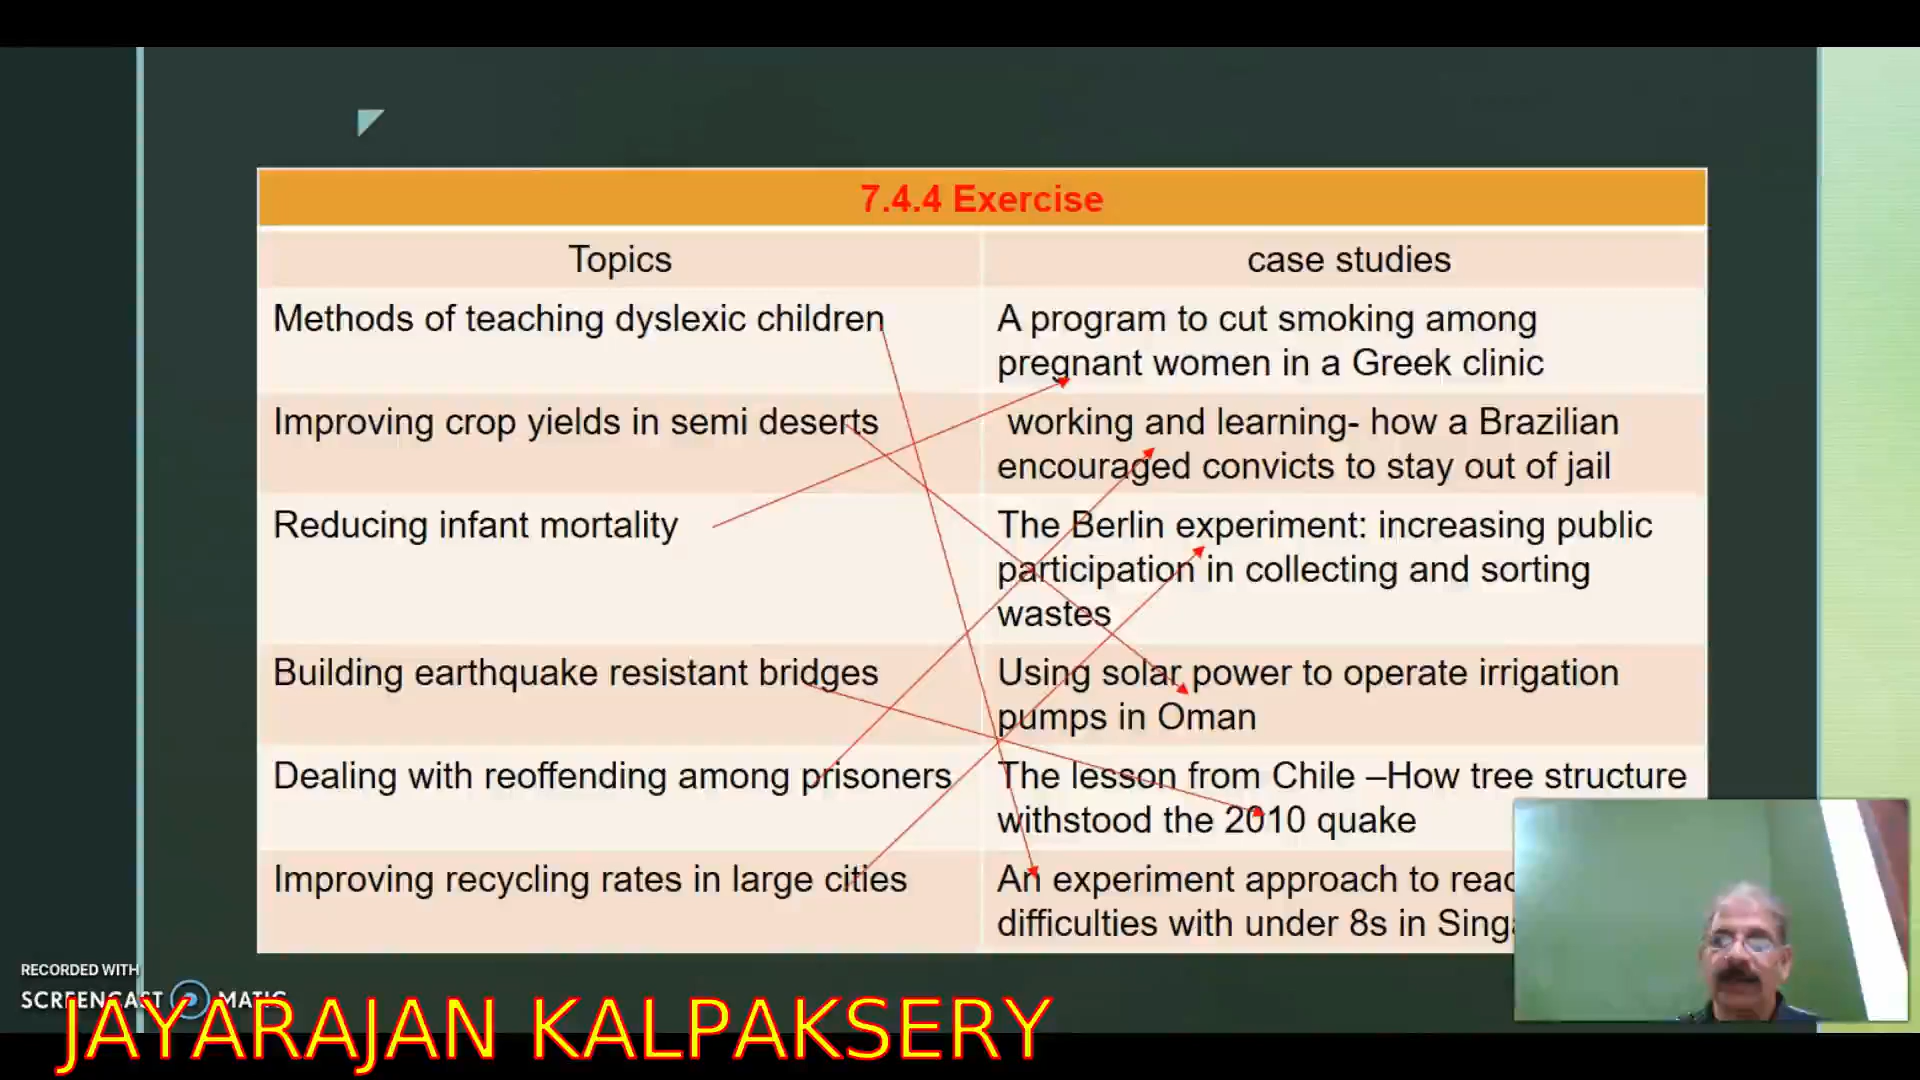 7.4.4 Exercise
Topics
case studies
Methods of teaching dyslexic children
A program to cut smoking among
pregnant women in a Greek clinic
Improving crop yields in semi deserts
working and learning- how a Brazilian
encouraged convicts to stay out of jail
Reducing infant mortality
The Berlin experiment: increasing public
participation in collecting and sorting
wastes
Building earthquake resistant bridges
Using solar power to operate irrigation
pumps in Oman
Dealing with reoffending among prisoners
The lesson from Chile –How tree structure
withstood the 2010 quake
Improving recycling rates in large cities
An experiment approach to
difficulties with under 8s in
RECORDED WITH
SCREENCAST MATIC
JAYARAJAN KALPAKSERY